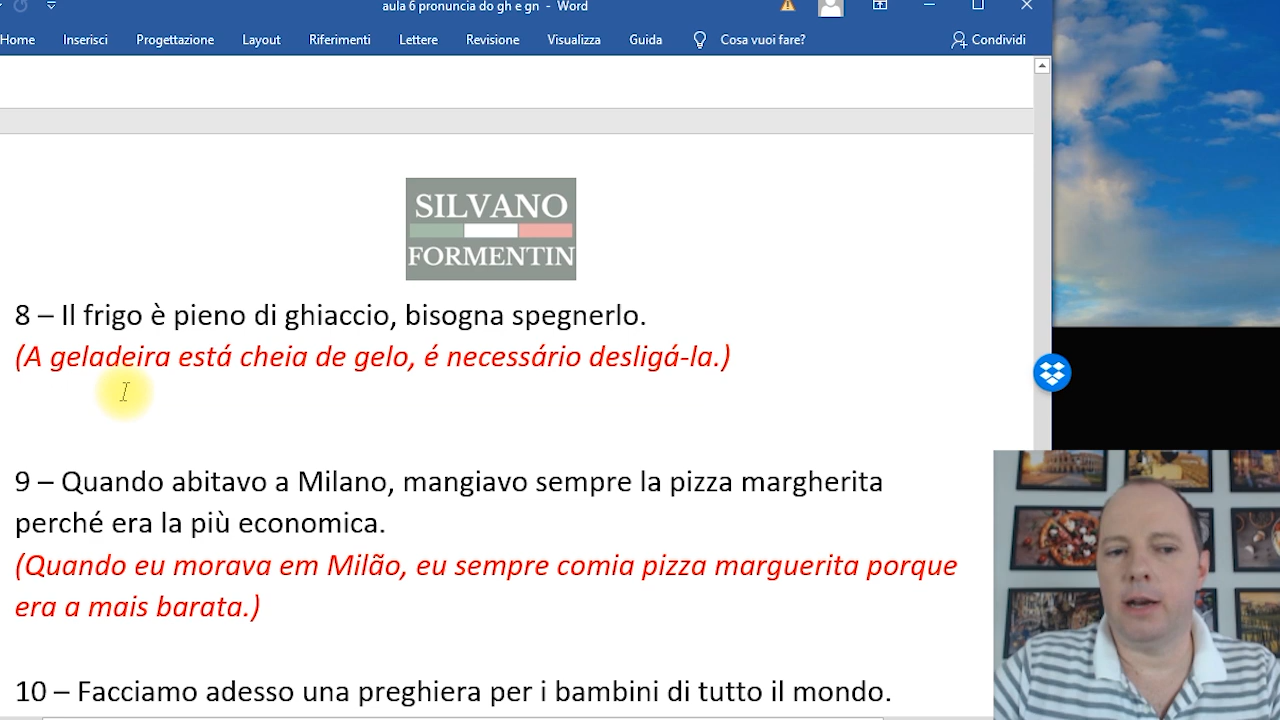 aula 6 pronuncia do gh e gn - Word
Home Inserisci Progettazione Layout Riferimenti Lettere Revisione Visualizza Guida Cosa vuoi fare? Condividi
SILVANO
FORMENTIN
8 – Il frigo è pieno di ghiaccio, bisogna spegnerlo.
(A geladeira está cheia de gelo, é necessário desligá-la.)
9 – Quando abitavo a Milano, mangiavo sempre la pizza margherita
perché era la più economica.
(Quando eu morava em Milão, eu sempre comia pizza marguerita porque
era a mais barata.)
10 – Facciamo adesso una preghiera per i bambini di tutto il mondo.